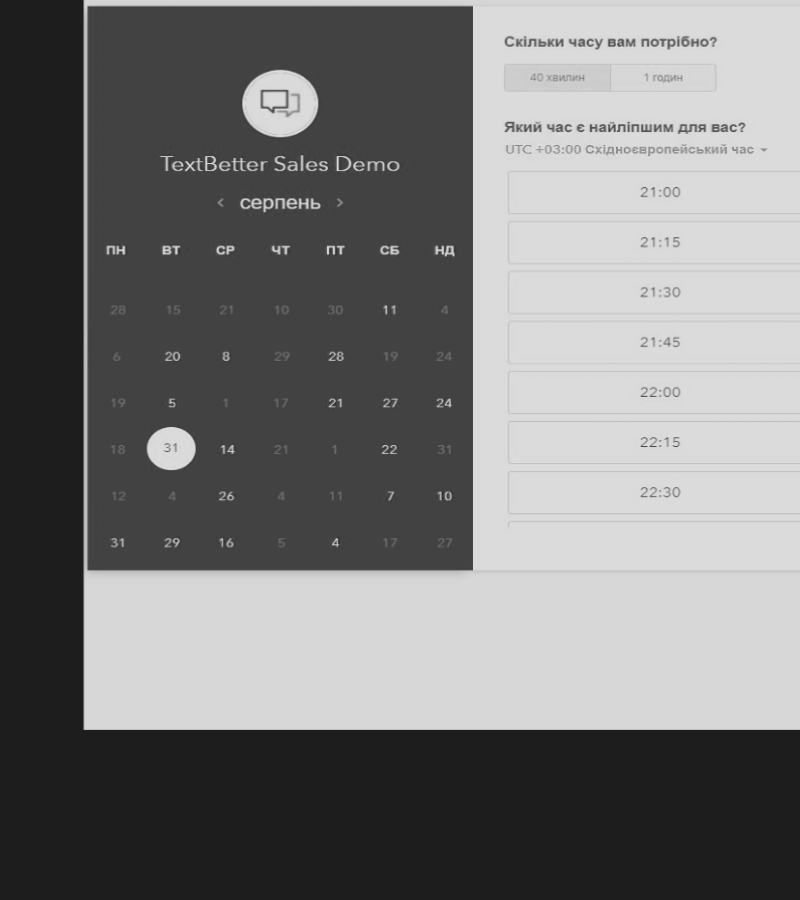 TextBetter Sales Demo
‹ серпень ›
ПН ВТ СР ЧТ ПТ СБ НД
28 15 21 10 30 11 4
6 20 8 29 28 19 24
19 5 1 17 21 27 24
18 31 14 21 1 22 31
12 4 26 4 11 7 10
31 29 16 5 4 17 27
Скільки часу вам потрібно?
40 хвилин 1 годин
Який час є найліпшим для вас?
UTC +03:00 Східноєвропейський час
21:00
21:15
21:30
21:45
22:00
22:15
22:30